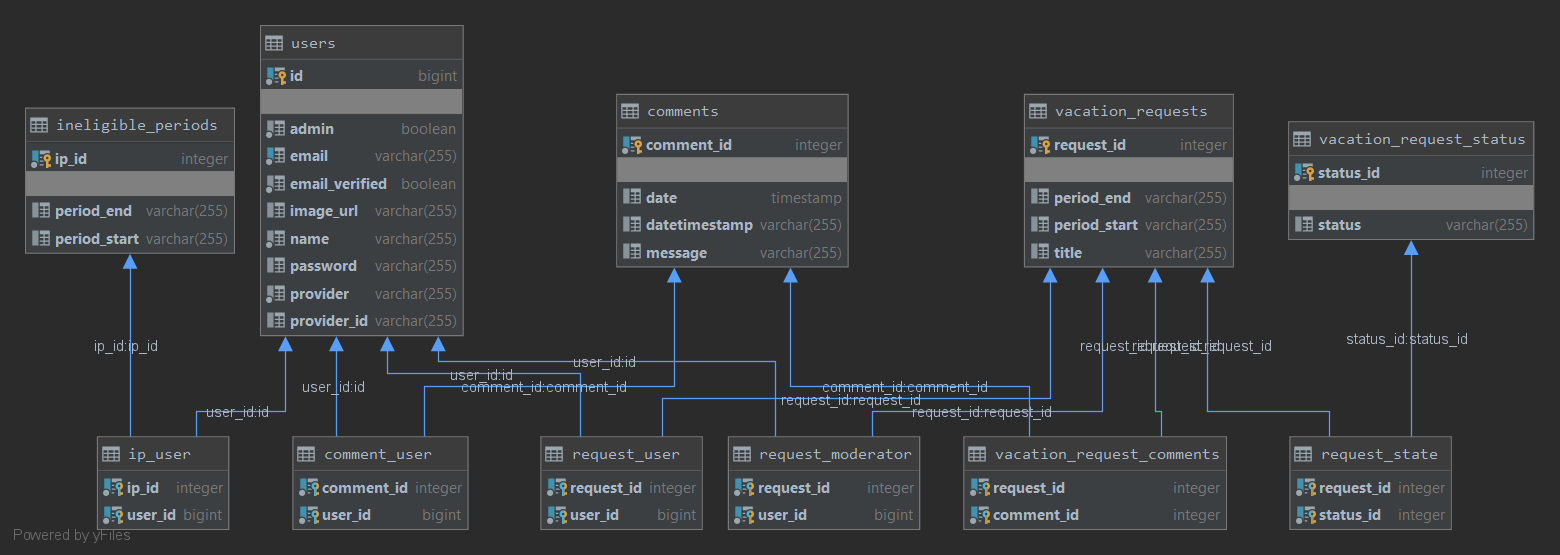 users
id bigint
admin boolean
email varchar(255)
email_verified boolean
image_url varchar(255)
name varchar(255)
password varchar(255)
provider varchar(255)
provider_id varchar(255)
ineligible_periods
ip_id integer
period_end varchar(255)
period_start varchar(255)
comments
comment_id integer
date timestamp
datetimestamp varchar(255)
message varchar(255)
vacation_requests
request_id integer
period_end varchar(255)
period_start varchar(255)
title varchar(255)
vacation_request_status
status_id integer
status varchar(255)
ip_id:ip_id
user_id:id
user_id:id
user_id:id
user_id:id
comment_id:comment_id
comment_id:comment_id
request_id:request_id
request_id:request_id
request_id:request_id
request_id:request_id
status_id:status_id
ip_user
ip_id integer
user_id bigint
comment_user
comment_id integer
user_id bigint
request_user
request_id integer
user_id bigint
request_moderator
request_id integer
user_id bigint
vacation_request_comments
request_id integer
comment_id integer
request_state
request_id integer
status_id integer
Powered by yFiles